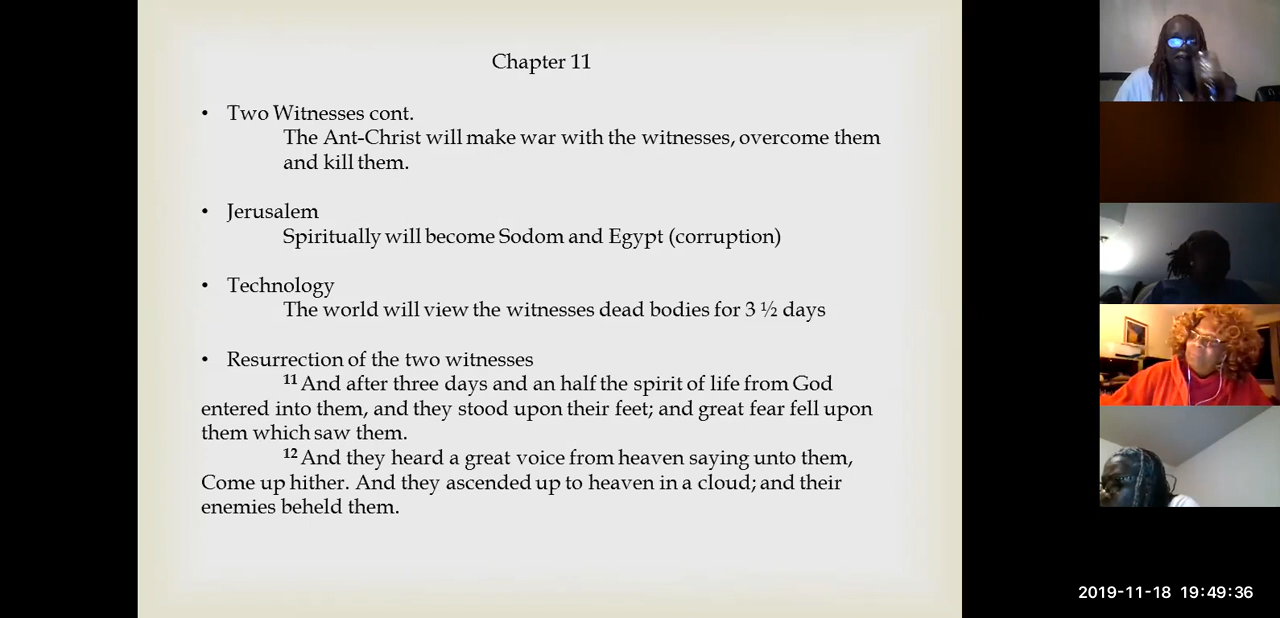 Chapter 11
• Two Witnesses cont.
The Ant-Christ will make war with the witnesses, overcome them
and kill them.
• Jerusalem
Spiritually will become Sodom and Egypt (corruption)
• Technology
The world will view the witnesses dead bodies for 3 ½ days
• Resurrection of the two witnesses
11 And after three days and an half the spirit of life from God
entered into them, and they stood upon their feet; and great fear fell upon
them which saw them.
12 And they heard a great voice from heaven saying unto them,
Come up hither. And they ascended up to heaven in a cloud; and their
enemies beheld them.
2019-11-18 19:49:36